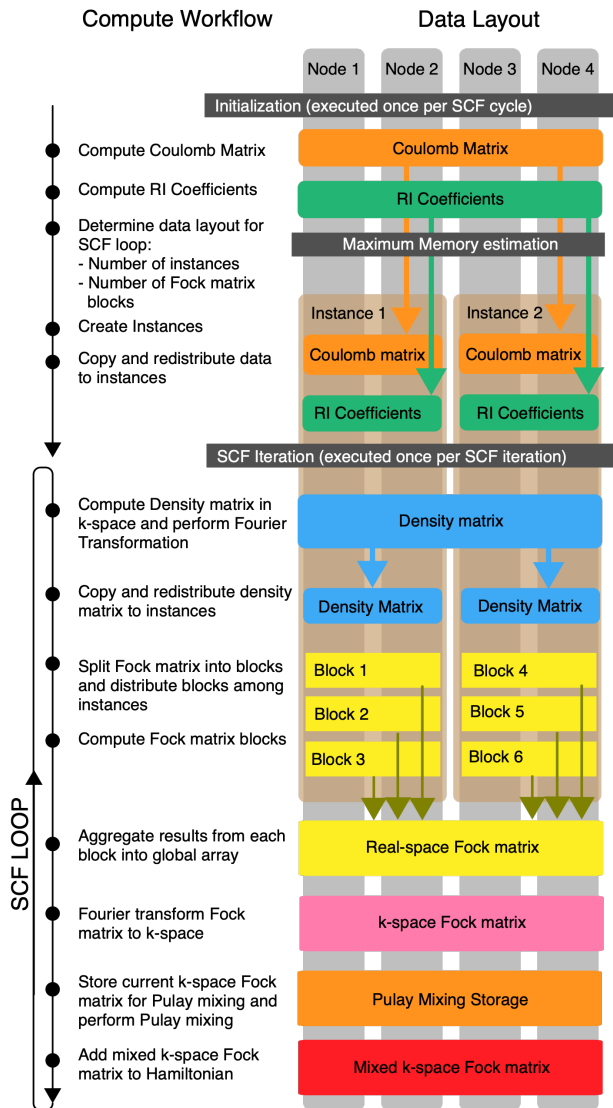 Compute Workflow
Data Layout
Node 1
Node 2
Node 3
Node 4
Initialization (executed once per SCF cycle)
Compute Coulomb Matrix
Coulomb Matrix
Compute RI Coefficients
RI Coefficients
Determine data layout for
SCF loop:
- Number of instances
- Number of Fock matrix
blocks
Maximum Memory estimation
Create Instances
Instance 1
Instance 2
Copy and redistribute data
to instances
Coulomb matrix
Coulomb matrix
RI Coefficients
RI Coefficients
SCF Iteration (executed once per SCF iteration)
SCF LOOP
Compute Density matrix in
k-space and perform Fourier
Transformation
Density matrix
Copy and redistribute density
matrix to instances
Density Matrix
Density Matrix
Split Fock matrix into blocks
and distribute blocks among
instances
Block 1
Block 4
Block 2
Block 5
Compute Fock matrix blocks
Block 3
Block 6
Aggregate results from each
block into global array
Real-space Fock matrix
Fourier transform Fock
matrix to k-space
k-space Fock matrix
Store current k-space Fock
matrix for Pulay mixing and
perform Pulay mixing
Pulay Mixing Storage
Add mixed k-space Fock
matrix to Hamiltonian
Mixed k-space Fock matrix